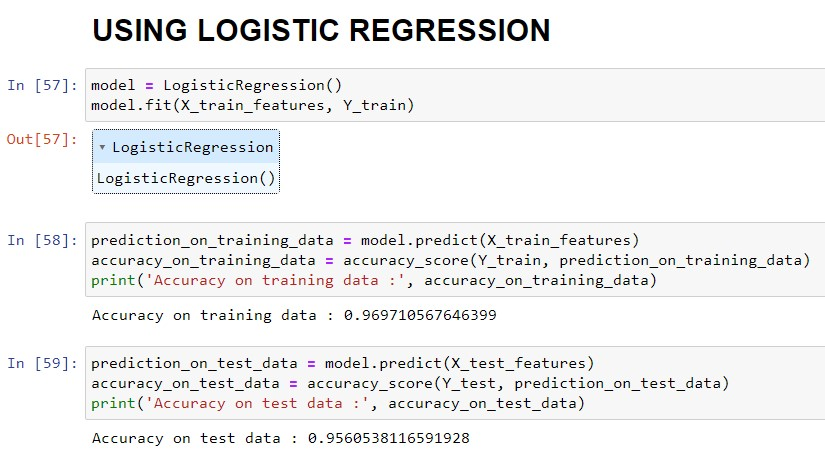 USING LOGISTIC REGRESSION
In [57]: model = LogisticRegression()
model.fit(X_train_features, Y_train)
Out[57]: ▾ LogisticRegression
LogisticRegression()
In [58]: prediction_on_training_data = model.predict(X_train_features)
accuracy_on_training_data = accuracy_score(Y_train, prediction_on_training_data)
print('Accuracy on training data :', accuracy_on_training_data)
Accuracy on training data : 0.969710567646399
In [59]: prediction_on_test_data = model.predict(X_test_features)
accuracy_on_test_data = accuracy_score(Y_test, prediction_on_test_data)
print('Accuracy on test data :', accuracy_on_test_data)
Accuracy on test data : 0.9560538116591928